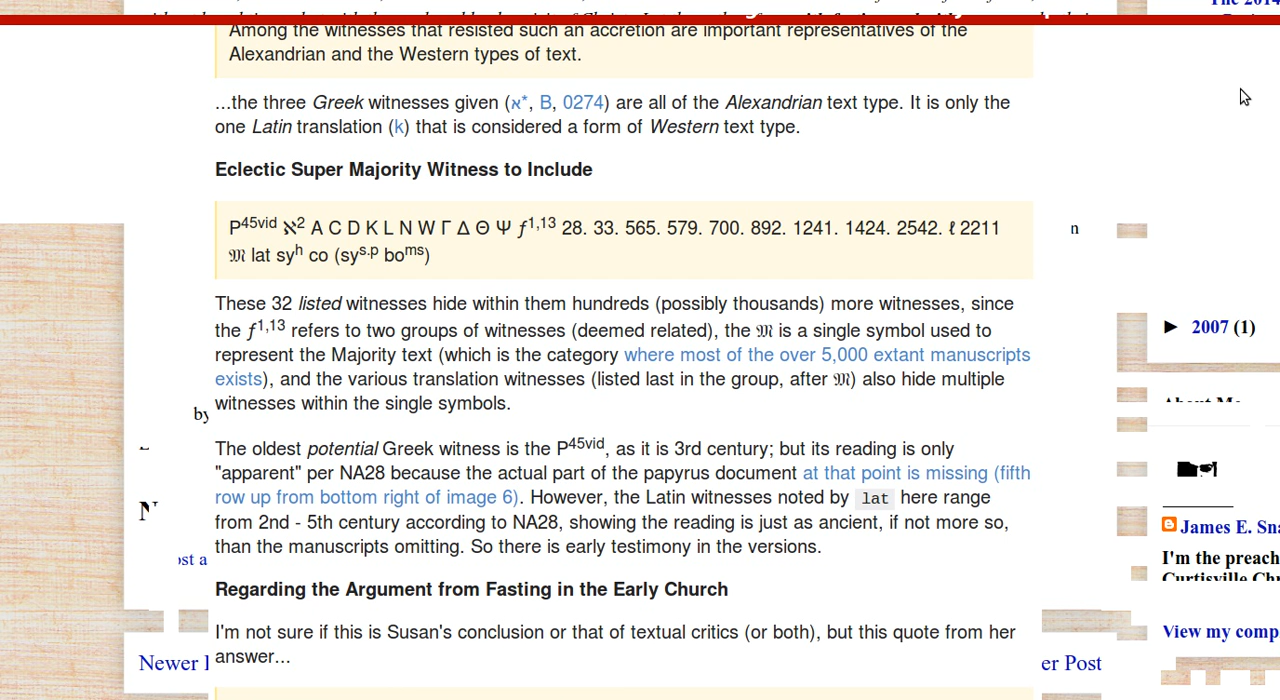 Among the witnesses that resisted such an accretion are important representatives of the
Alexandrian and the Western types of text.
...the three Greek witnesses given (א*, B, 0274) are all of the Alexandrian text type. It is only the
one Latin translation (k) that is considered a form of Western text type.
Eclectic Super Majority Witness to Include
P45vid ℵ2 A C D K L N W Γ Δ Θ Ψ ƒ1,13 28. 33. 565. 579. 700. 892. 1241. 1424. 2542. ℓ 2211
𝔐 lat syh co (sys.p boms)
n
These 32 listed witnesses hide within them hundreds (possibly thousands) more witnesses, since
the ƒ1,13 refers to two groups of witnesses (deemed related), the 𝔐 is a single symbol used to
represent the Majority text (which is the category where most of the over 5,000 extant manuscripts
exists), and the various translation witnesses (listed last in the group, after 𝔐) also hide multiple
witnesses within the single symbols.
by
The oldest potential Greek witness is the P45vid, as it is 3rd century; but its reading is only
"apparent" per NA28 because the actual part of the papyrus document at that point is missing (fifth
row up from bottom right of image 6). However, the Latin witnesses noted by lat here range
from 2nd - 5th century according to NA28, showing the reading is just as ancient, if not more so,
than the manuscripts omitting. So there is early testimony in the versions.
Regarding the Argument from Fasting in the Early Church
I'm not sure if this is Susan's conclusion or that of textual critics (or both), but this quote from her
answer...
Newer
er Post
► 2007 (1)
About Me
James E. Sna
I'm the preach
Curtisville Chr
View my comp